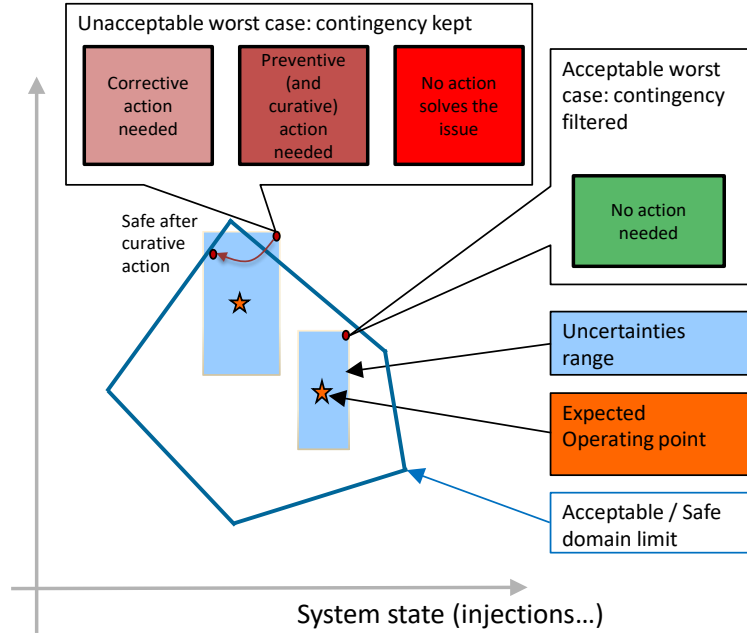 Unacceptable worst case: contingency kept
Corrective
action
needed
Preventive
(and
curative)
action
needed
No action
solves the
issue
Acceptable worst
case: contingency
filtered
No action
needed
Safe after
curative
action
Uncertainties
range
Expected
Operating point
Acceptable / Safe
domain limit
System state (injections...)